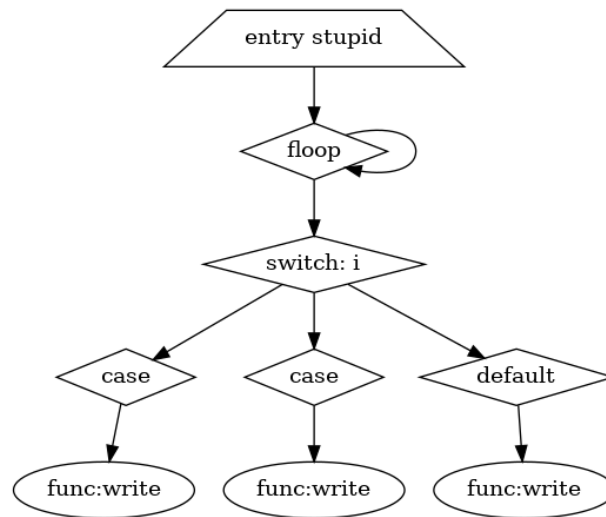 entry stupid
floop
switch: i
case
case
default
func:write
func:write
func:write